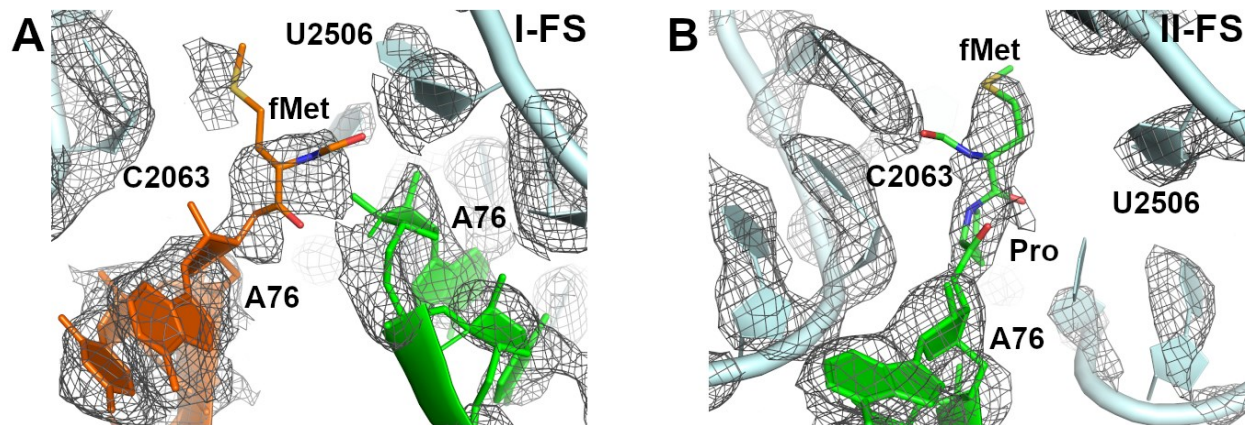 A
I-FS
U2506
fMet
C2063
A76
A76
B
II-FS
fMet
C2063
U2506
Pro
A76